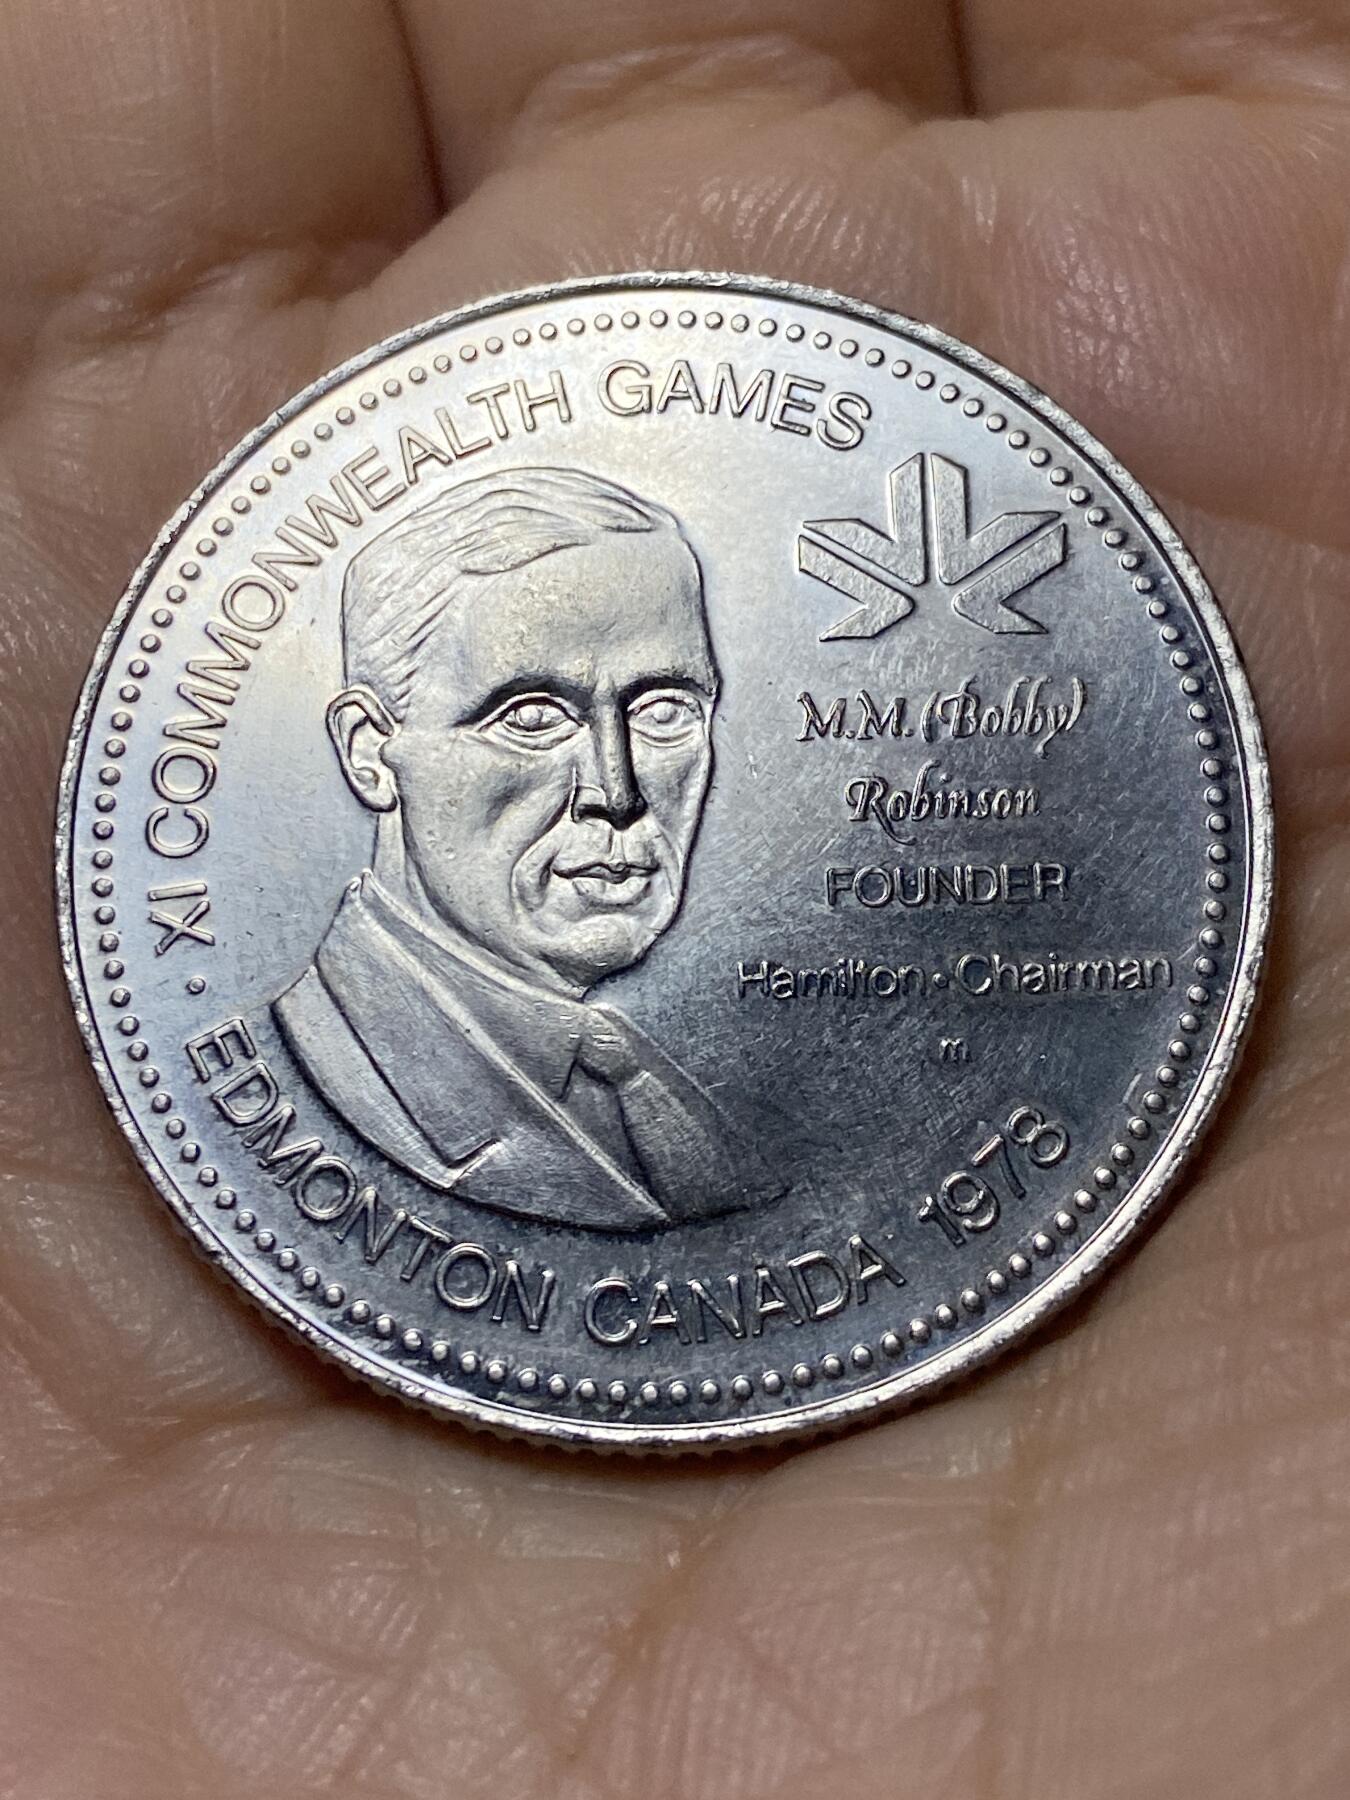 XI COMMONWEALTH GAMES
M.M. (Bobby)
Robinson
FOUNDER
Hamilton • Chairman
m
EDMONTON CANADA 1978